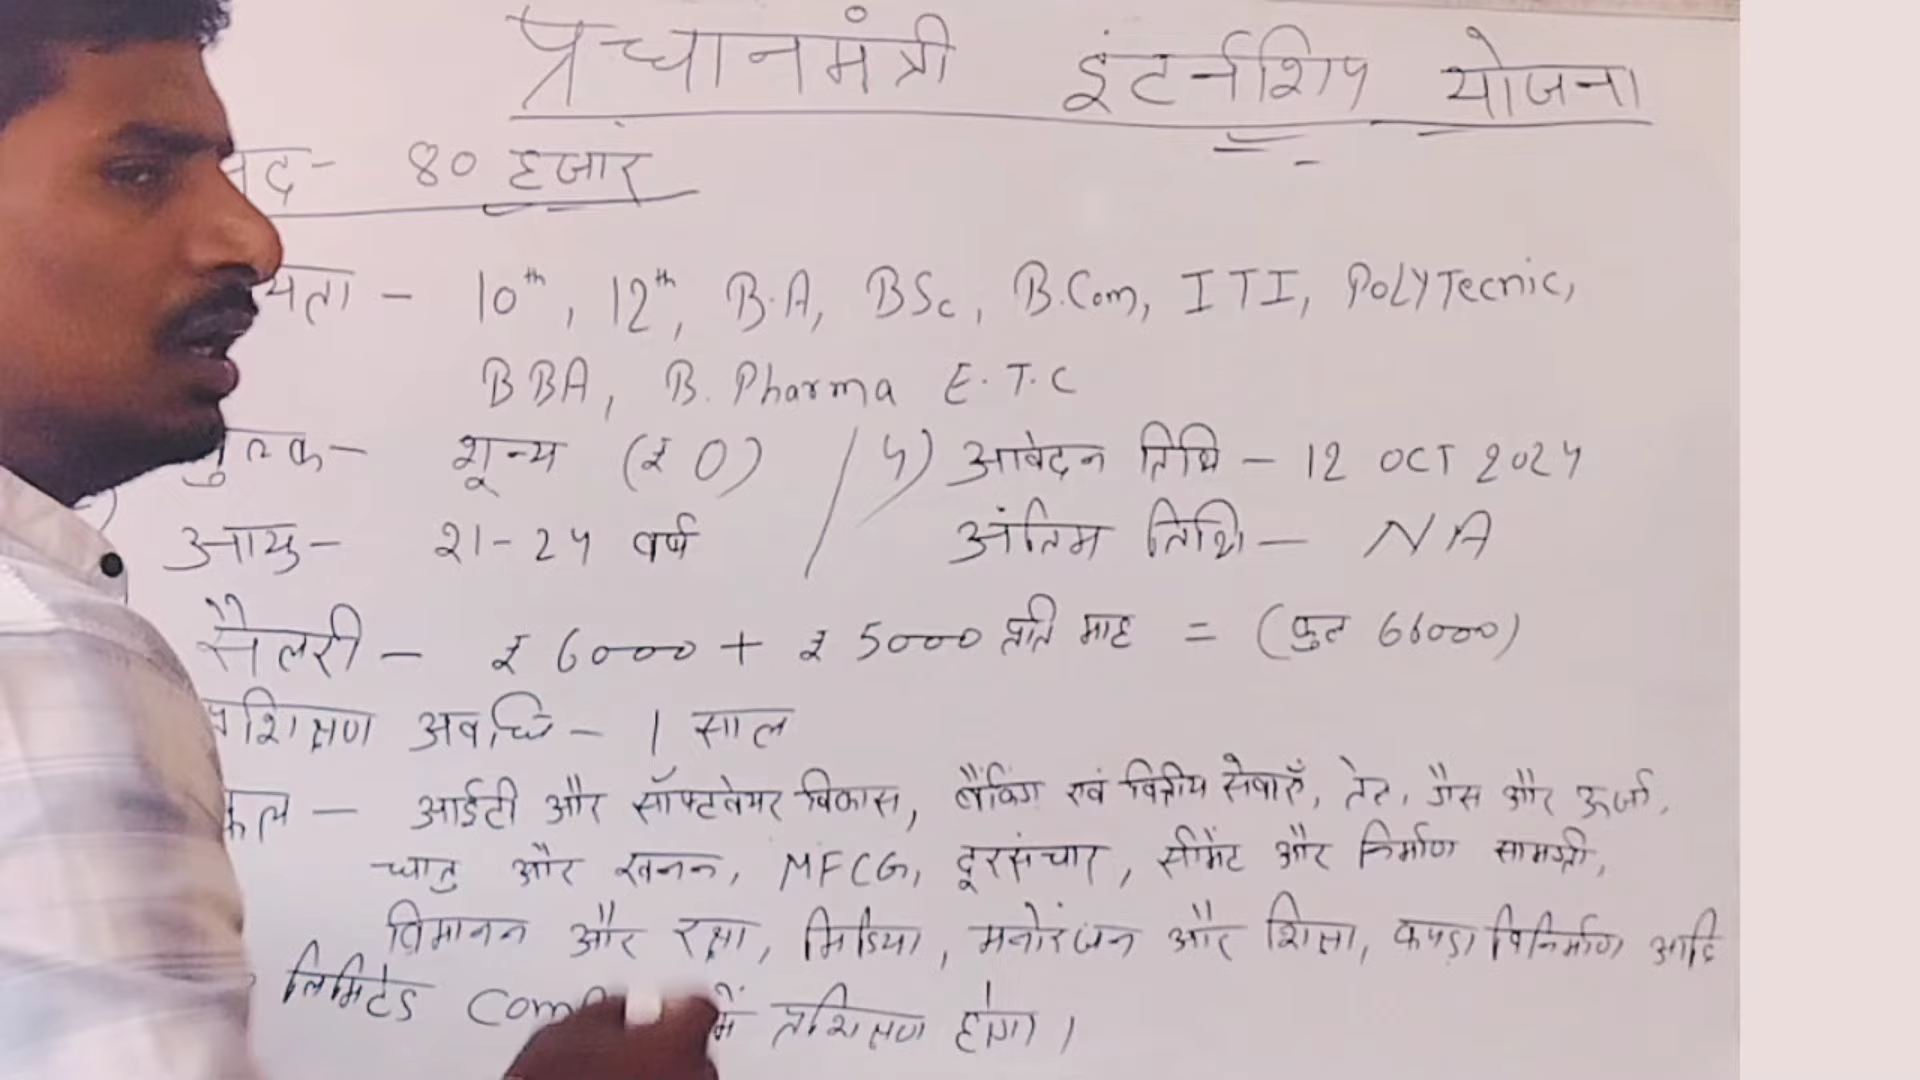 प्रधानमंत्री इंटर्नशिप योजना
पद- 80 हजार
यता - 10th, 12th, B.A, BSc, B.Com, ITI, PoLYTecnic,
BBA, B. Pharma E.T.C
शुल्क- शून्य (₹ 0) / 4) आवेदन तिथि - 12 OCT 2024
आयु- 21-24 वर्ष अंतिम तिथि - NA
सैलरी - ₹ 6000 + ₹ 5000 प्रति माह = (कुल 66000)
प्रशिक्षण अवधि - 1 साल
आईटी और सॉफ्टवेयर विकास, बैंकिंग एवं वित्तीय सेवाएँ, तेल, गैस और ऊर्जा,
धातु और खनन, MFCG, दूरसंचार, सीमेंट और निर्माण सामग्री,
विमानन और रक्षा, मिडिया, मनोरंजन और शिक्षा, कपड़ा विनिर्माण आदि
लिमिटेड Com में प्रशिक्षण होगा।